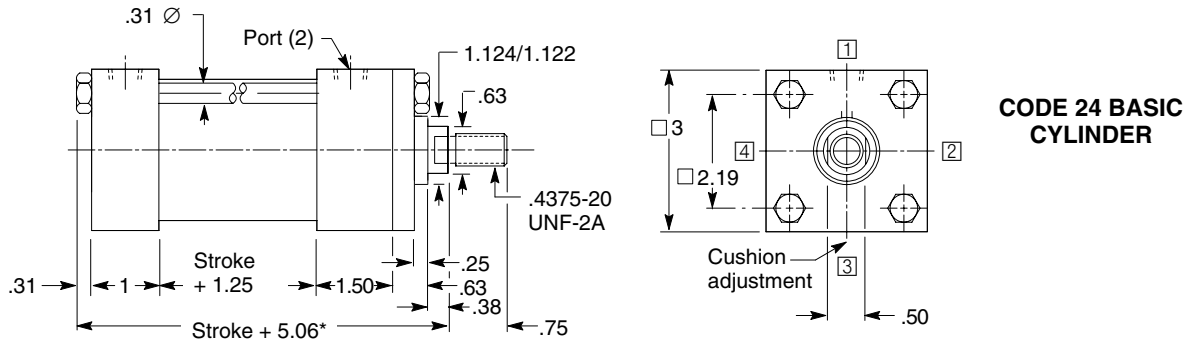 .31 ∅
Port (2)
1.124/1.122
.63
.4375-20
UNF-2A
Stroke
+ 1.25
.31
1
1.50
.25
.63
.38
Stroke + 5.06*
.75
1
□ 3
4
2
□ 2.19
Cushion
adjustment
3
.50
CODE 24 BASIC
CYLINDER